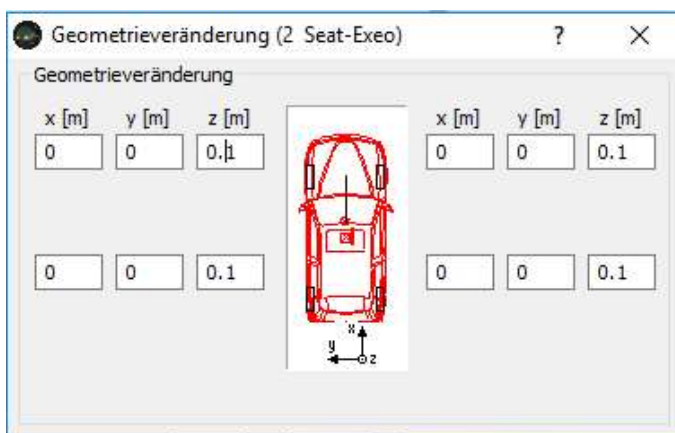 Geometrieveränderung (2 Seat-Exeo) ? ×
Geometrieveränderung
x [m] y [m] z [m] x [m] y [m] z [m]
0 0 0.1 0 0 0.1
0 0 0.1 0 0 0.1
x
y z